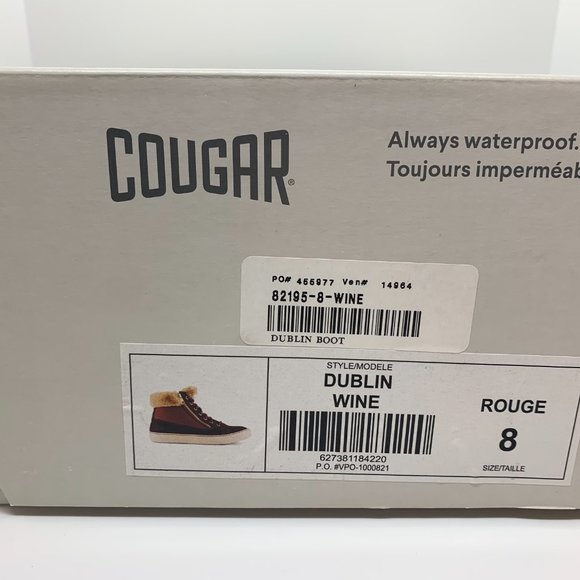 COUGAR®
Always waterproof.
Toujours imperméab
PO# 455977 Ven# 14964
82195-8-WINE
DUBLIN BOOT
STYLE/MODELE
DUBLIN
WINE
627381184220
P.O. #VPO-1000821
ROUGE
8
SIZE/TAILLE